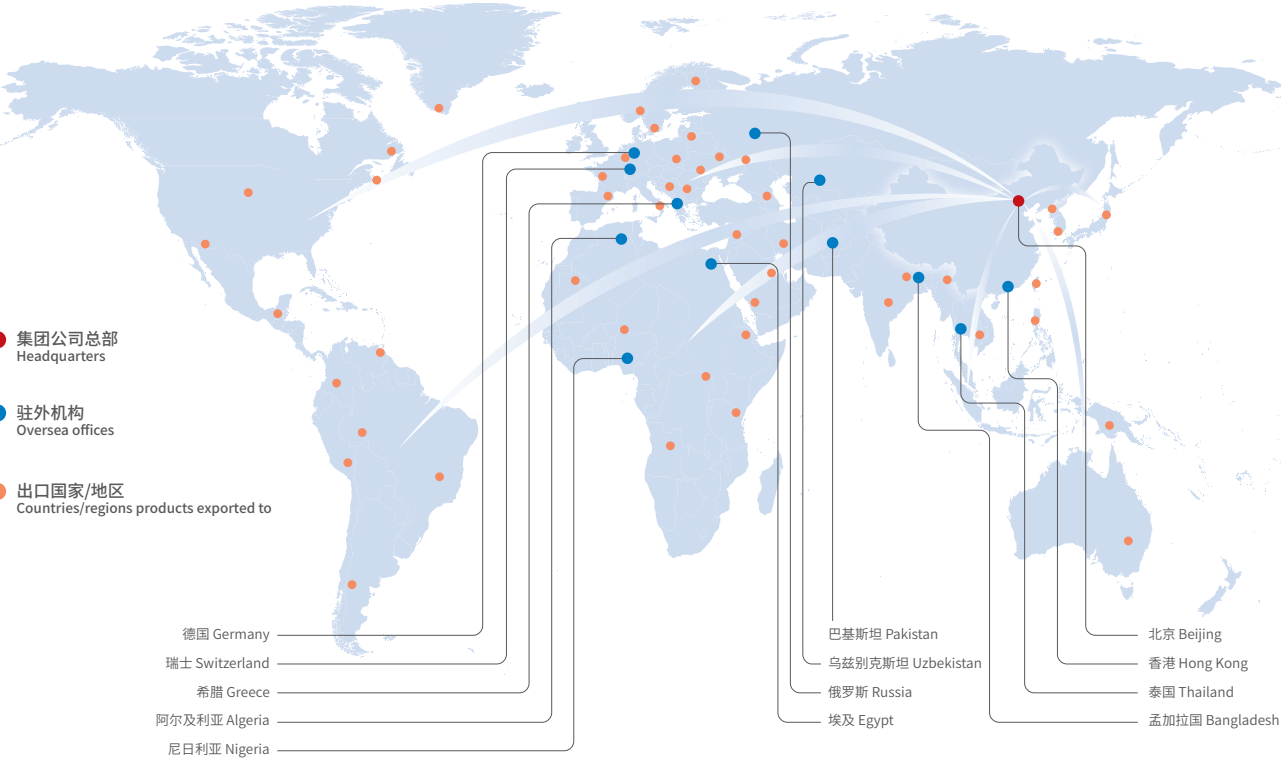 集团公司总部
Headquarters
驻外机构
Oversea offices
出口国家/地区
Countries/regions products exported to
德国 Germany
瑞士 Switzerland
希腊 Greece
阿尔及利亚 Algeria
尼日利亚 Nigeria
巴基斯坦 Pakistan
乌兹别克斯坦 Uzbekistan
俄罗斯 Russia
埃及 Egypt
北京 Beijing
香港 Hong Kong
泰国 Thailand
孟加拉国 Bangladesh